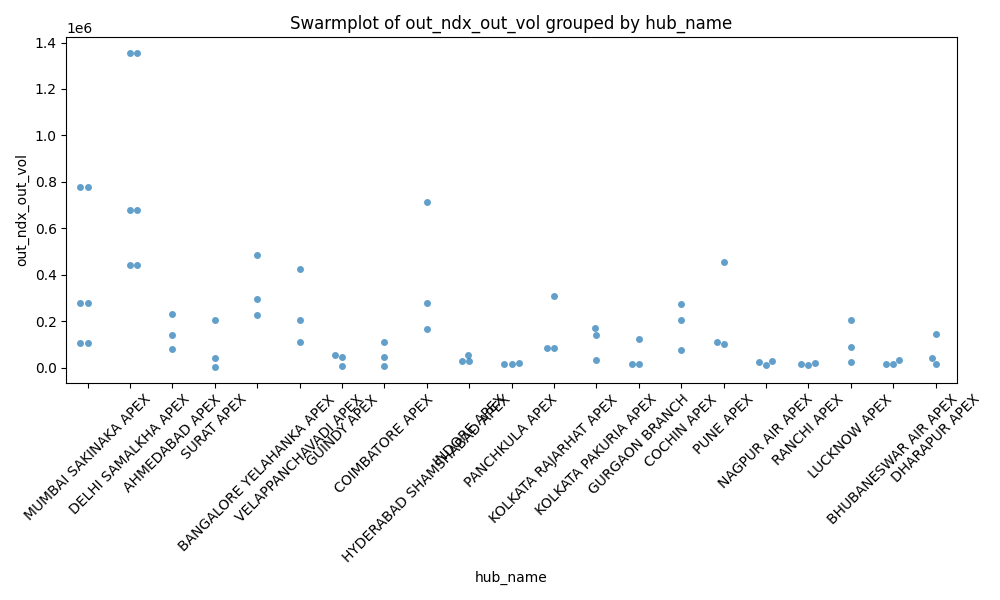 Swarmplot of out_ndx_out_vol grouped by hub_name
1e6
1.4
1.2
1.0
0.8
0.6
0.4
0.2
0.0
out_ndx_out_vol
MUMBAI SAKINAKA APEX
DELHI SAMALKHA APEX
AHMEDABAD APEX
SURAT APEX
BANGALORE YELAHANKA APEX
VELAPPANCHAVADI APEX
GUINDY APEX
COIMBATORE APEX
HYDERABAD SHAMSHABAD APEX
INDORE APEX
PANCHKULA APEX
KOLKATA RAJARHAT APEX
KOLKATA PAKURIA APEX
GURGAON BRANCH
COCHIN APEX
PUNE APEX
NAGPUR AIR APEX
RANCHI APEX
LUCKNOW APEX
BHUBANESWAR AIR APEX
DHARAPUR APEX
hub_name